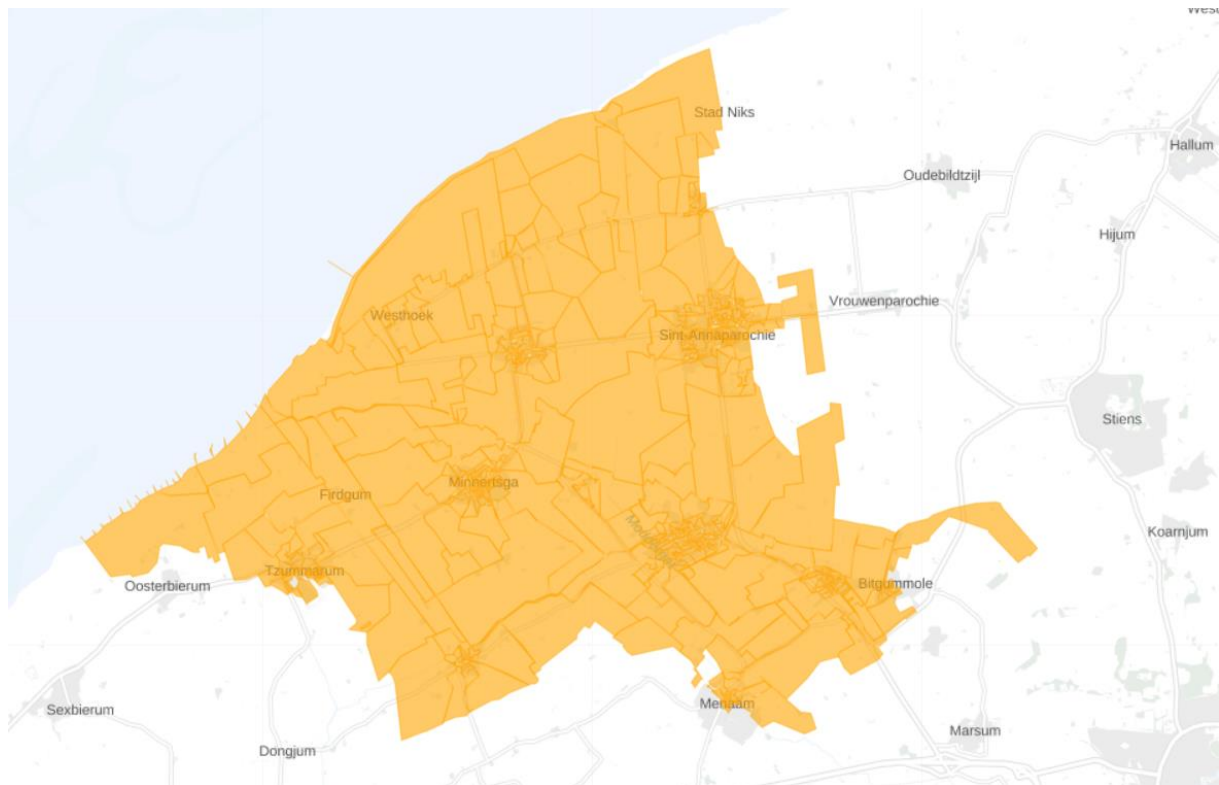 Stad Niks
Hallum
Oudebildtzijl
Hijum
Vrouwenparochie
Westhoek
Sint-Annaparochie
Stiens
Minnertsga
Firdgum
Koarnjum
Tzummarum
Oosterbierum
Bitgummole
Menaam
Sexbierum
Marsum
Dongjum